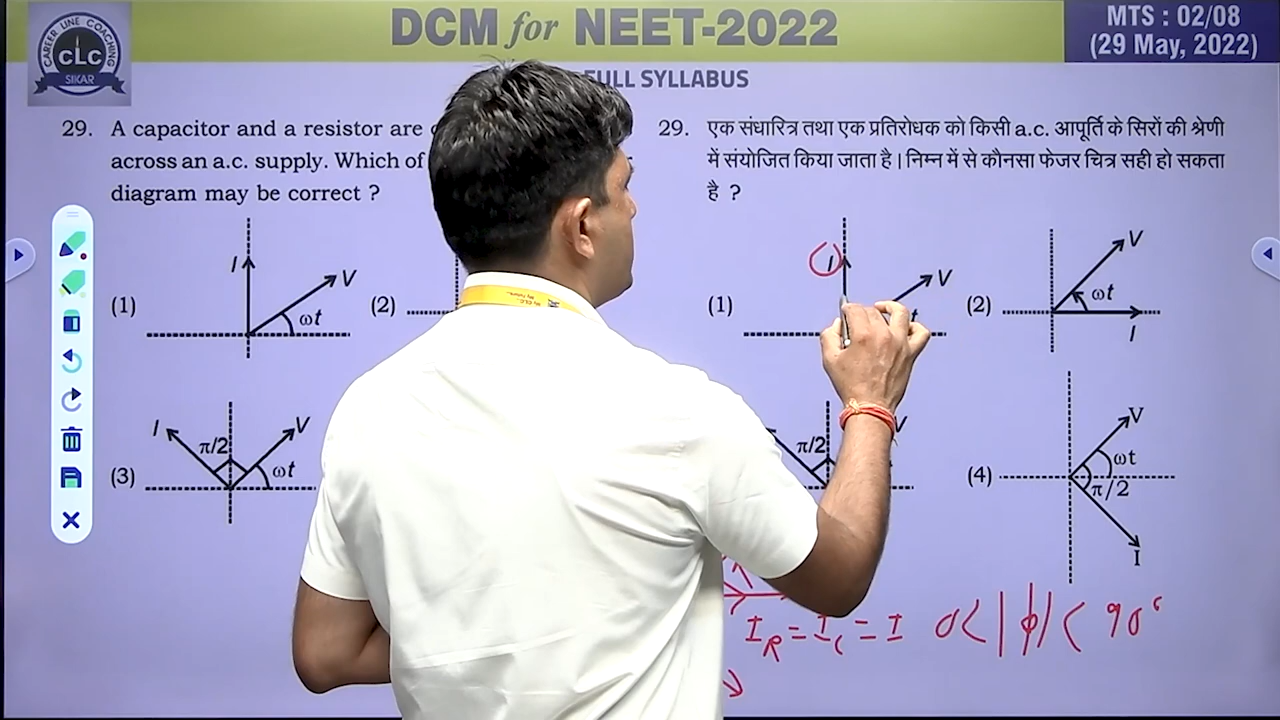 DCM for NEET-2022
MTS : 02/08
(29 May, 2022)
CAREER LINE COACHING
CLC
SIKAR
FULL SYLLABUS
29. A capacitor and a resistor are
across an a.c. supply. Which of
diagram may be correct ?
(1)
I
V
ωt
(2)
(3)
I
π/2
V
ωt
29. एक संधारित्र तथा एक प्रतिरोधक को किसी a.c. आपूर्ति के सिरों की श्रेणी
में संयोजित किया जाता है। निम्न में से कौनसा फेजर चित्र सही हो सकता
है ?
(1)
I
V
t
(2)
V
ωt
I
π/2
V
(4)
V
ωt
π/2
I
I_R = I_C = I 0<|ϕ|< 90°